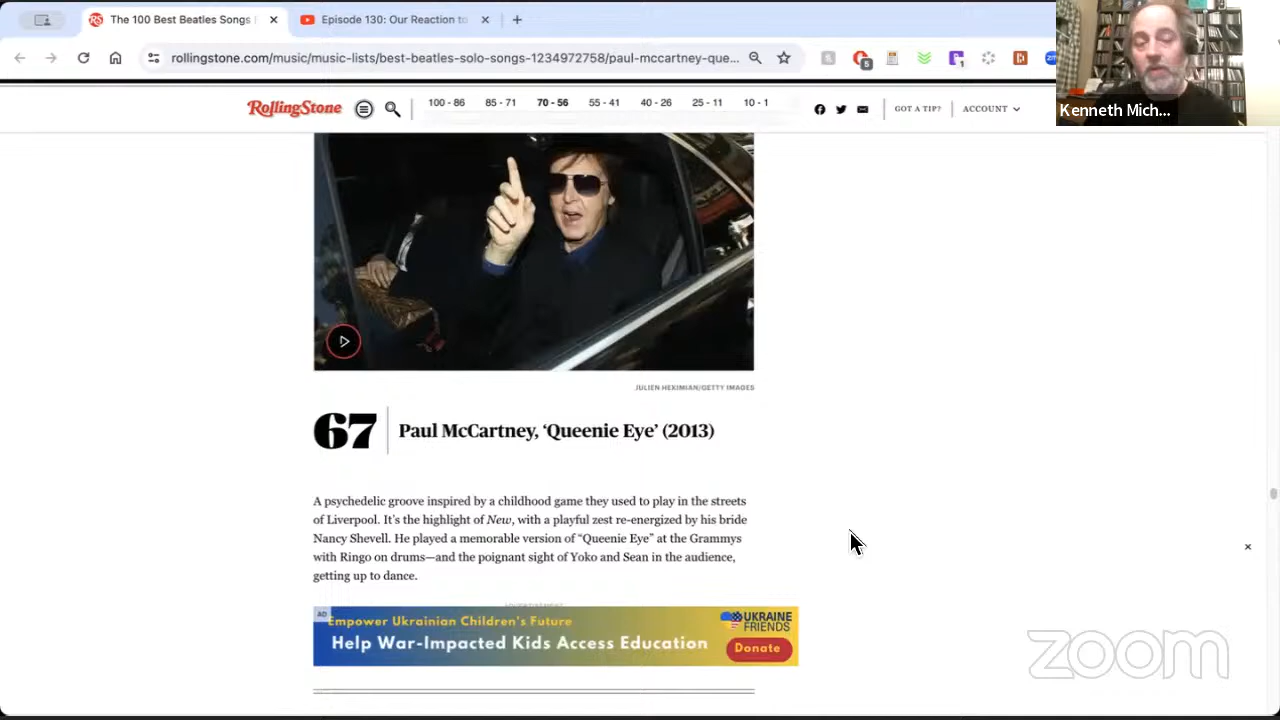 The 100 Best Beatles Songs
Episode 130: Our Reaction to
rollingstone.com/music/music-lists/best-beatles-solo-songs-1234972758/paul-mccartney-que...
5
1
Kenneth Mich...
RollingStone
100 - 86 85 - 71 70 - 56 55 - 41 40 - 26 25 - 11 10 - 1
GOT A TIP?
ACCOUNT
JULIEN HEKIMIAN/GETTY IMAGES
67 Paul McCartney, ‘Queenie Eye’ (2013)
A psychedelic groove inspired by a childhood game they used to play in the streets
of Liverpool. It’s the highlight of New, with a playful zest re-energized by his bride
Nancy Shevell. He played a memorable version of “Queenie Eye” at the Grammys
with Ringo on drums—and the poignant sight of Yoko and Sean in the audience,
getting up to dance.
ADVERTISEMENT
AD
Empower Ukrainian Children's Future
Help War-Impacted Kids Access Education
UKRAINE
FRIENDS
Donate
zoom